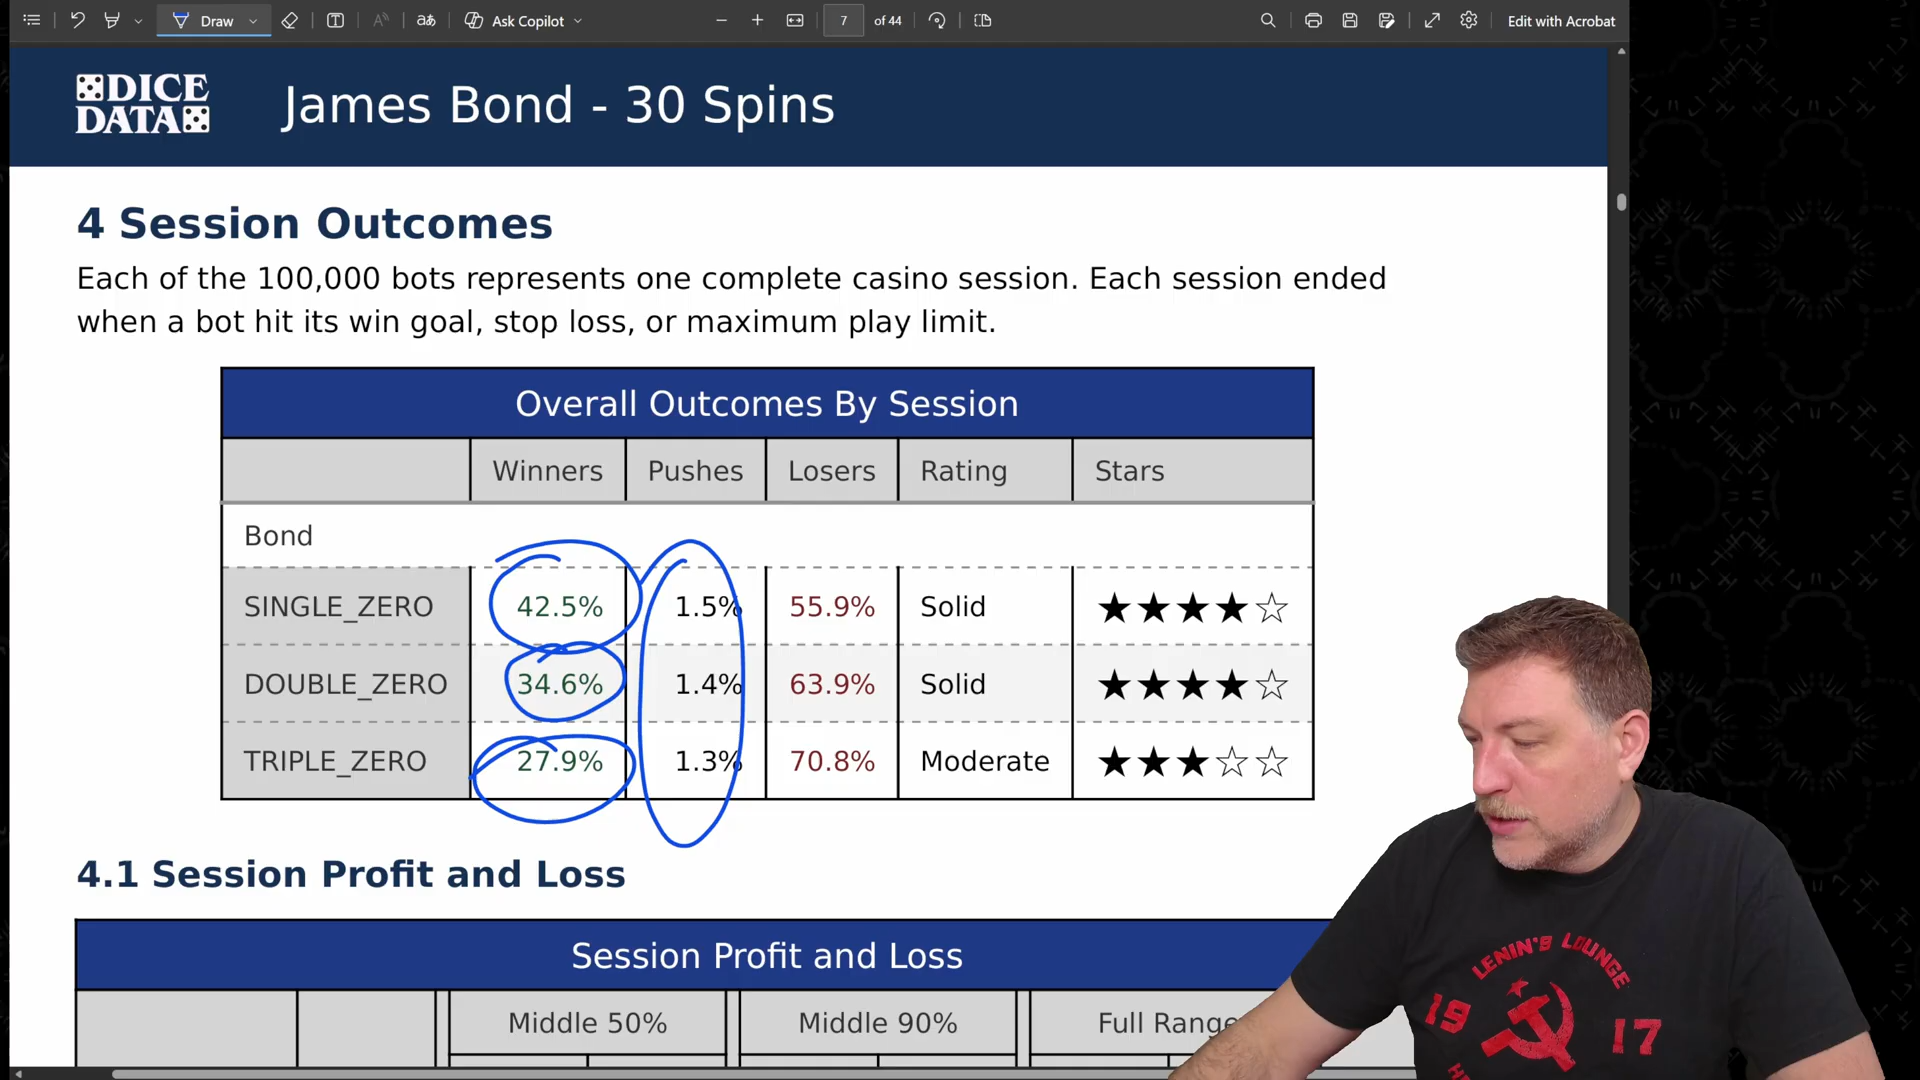 Draw
Ask Copilot
7 of 44
Edit with Acrobat
DICE
DATA
James Bond - 30 Spins
4 Session Outcomes
Each of the 100,000 bots represents one complete casino session. Each session ended
when a bot hit its win goal, stop loss, or maximum play limit.
Overall Outcomes By Session
Winners Pushes Losers Rating Stars
Bond
SINGLE_ZERO 42.5% 1.5% 55.9% Solid ★★★★☆
DOUBLE_ZERO 34.6% 1.4% 63.9% Solid ★★★★☆
TRIPLE_ZERO 27.9% 1.3% 70.8% Moderate ★★★☆☆
4.1 Session Profit and Loss
Session Profit and Loss
Middle 50% Middle 90% Full Range
LENIN'S LOUNGE
19 17